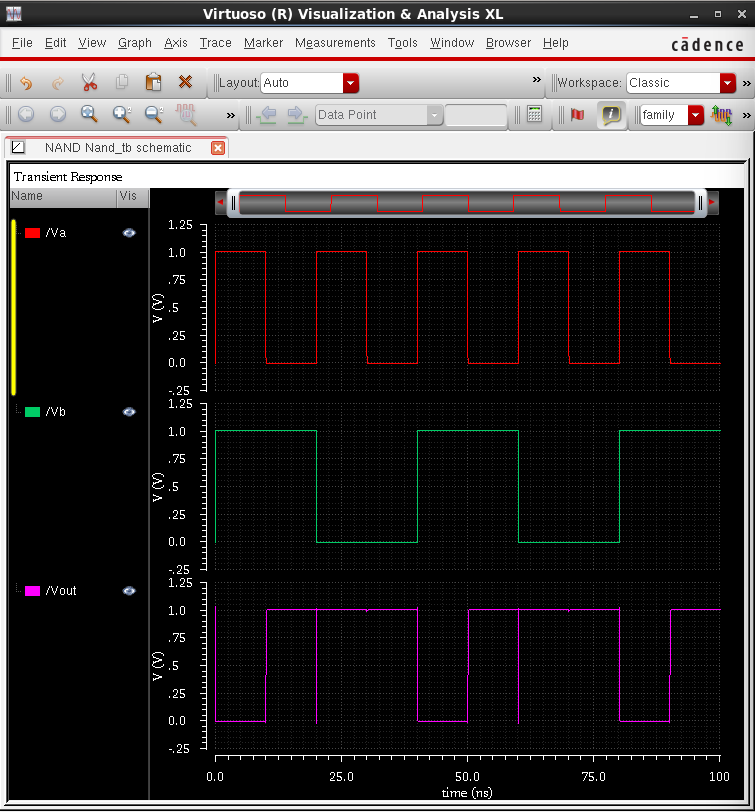 Virtuoso (R) Visualization & Analysis XL
File Edit View Graph Axis Trace Marker Measurements Tools Window Browser Help
cādence
Layout: Auto » Workspace: Classic »
» Data Point family »
NAND Nand_tb schematic
Transient Response
Name Vis
/Va
1.25
1.0
.75
.5
.25
0.0
-.25
V (V)
/Vb
1.25
1.0
.75
.5
.25
0.0
-.25
V (V)
/Vout
1.25
1.0
.75
.5
.25
0.0
-.25
V (V)
0.0 25.0 50.0 75.0 100
time (ns)